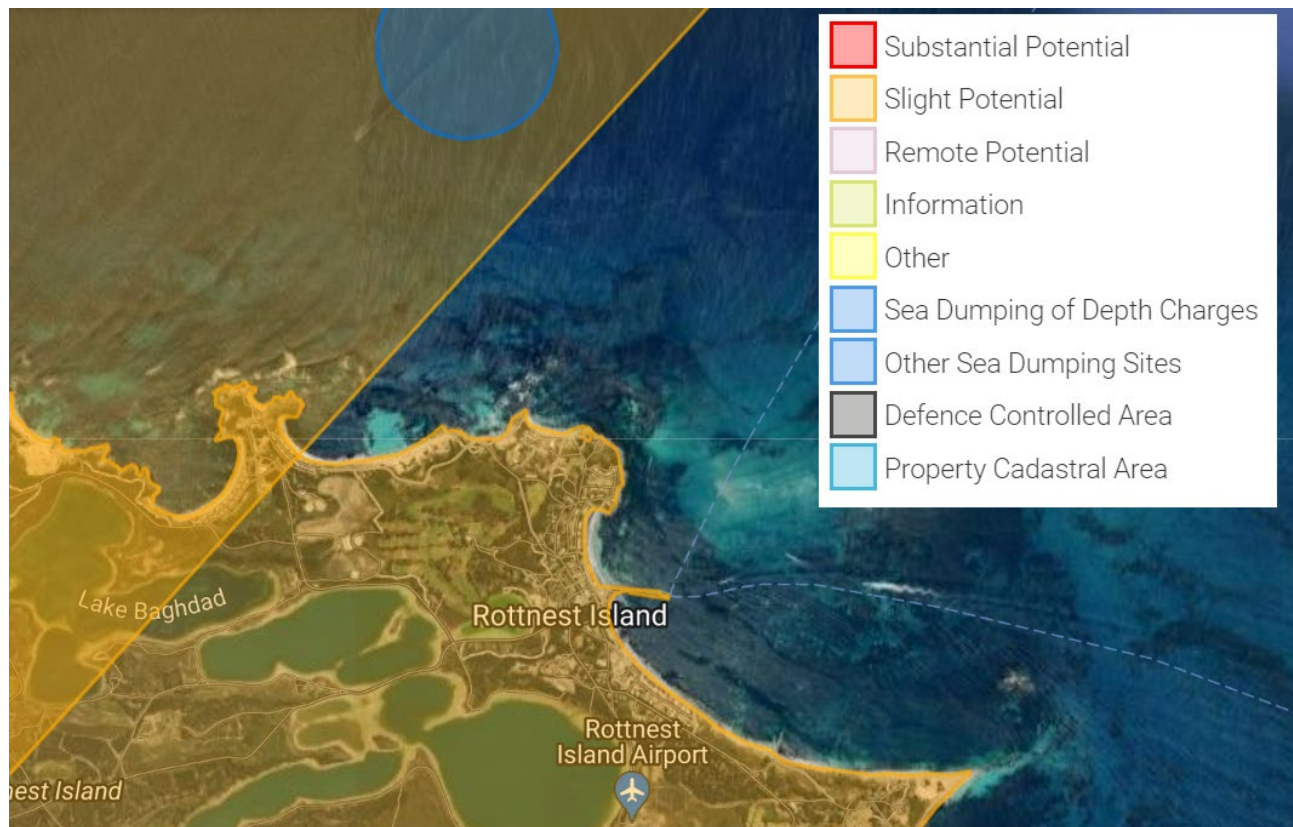 Substantial Potential
Slight Potential
Remote Potential
Information
Other
Sea Dumping of Depth Charges
Other Sea Dumping Sites
Defence Controlled Area
Property Cadastral Area
Lake Baghdad
Rottnest Island
Rottnest
Island Airport
nest Island